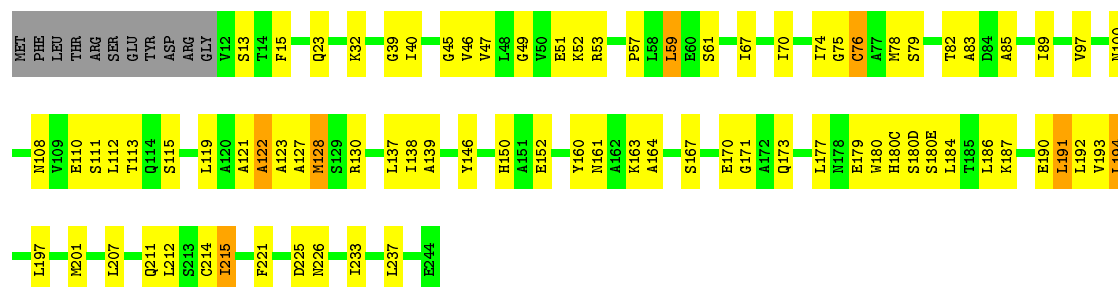 MET PHE LEU THR ARG SER GLU TYR ASP ARG GLY V12 S13 T14 F15 Q23 K32 G39 I40 G45 V46 V47 L48 G49 V50 E51 K52 R53 P57 L58 L59 E60 S61 I67 I70 I74 G75 C76 A77 M78 S79 T82 A83 D84 A85 I89 V97
N108 V109 E110 S111 L112 T113 Q114 S115 L119 A120 A121 A122 A123 A127 M128 S129 R130 L137 I138 A139 Y146 H150 A151 E152 Y160 N161 A162 K163 A164 S167 E170 G171 A172 Q173 L177 N178 E179 W180 H180C S180D S180E L184 T185 L186 K187 E190 L191 L192 V193
L197 M201 L207 Q211 L212 S213 C214 I215 F221 D225 N226 I233 L237 E244